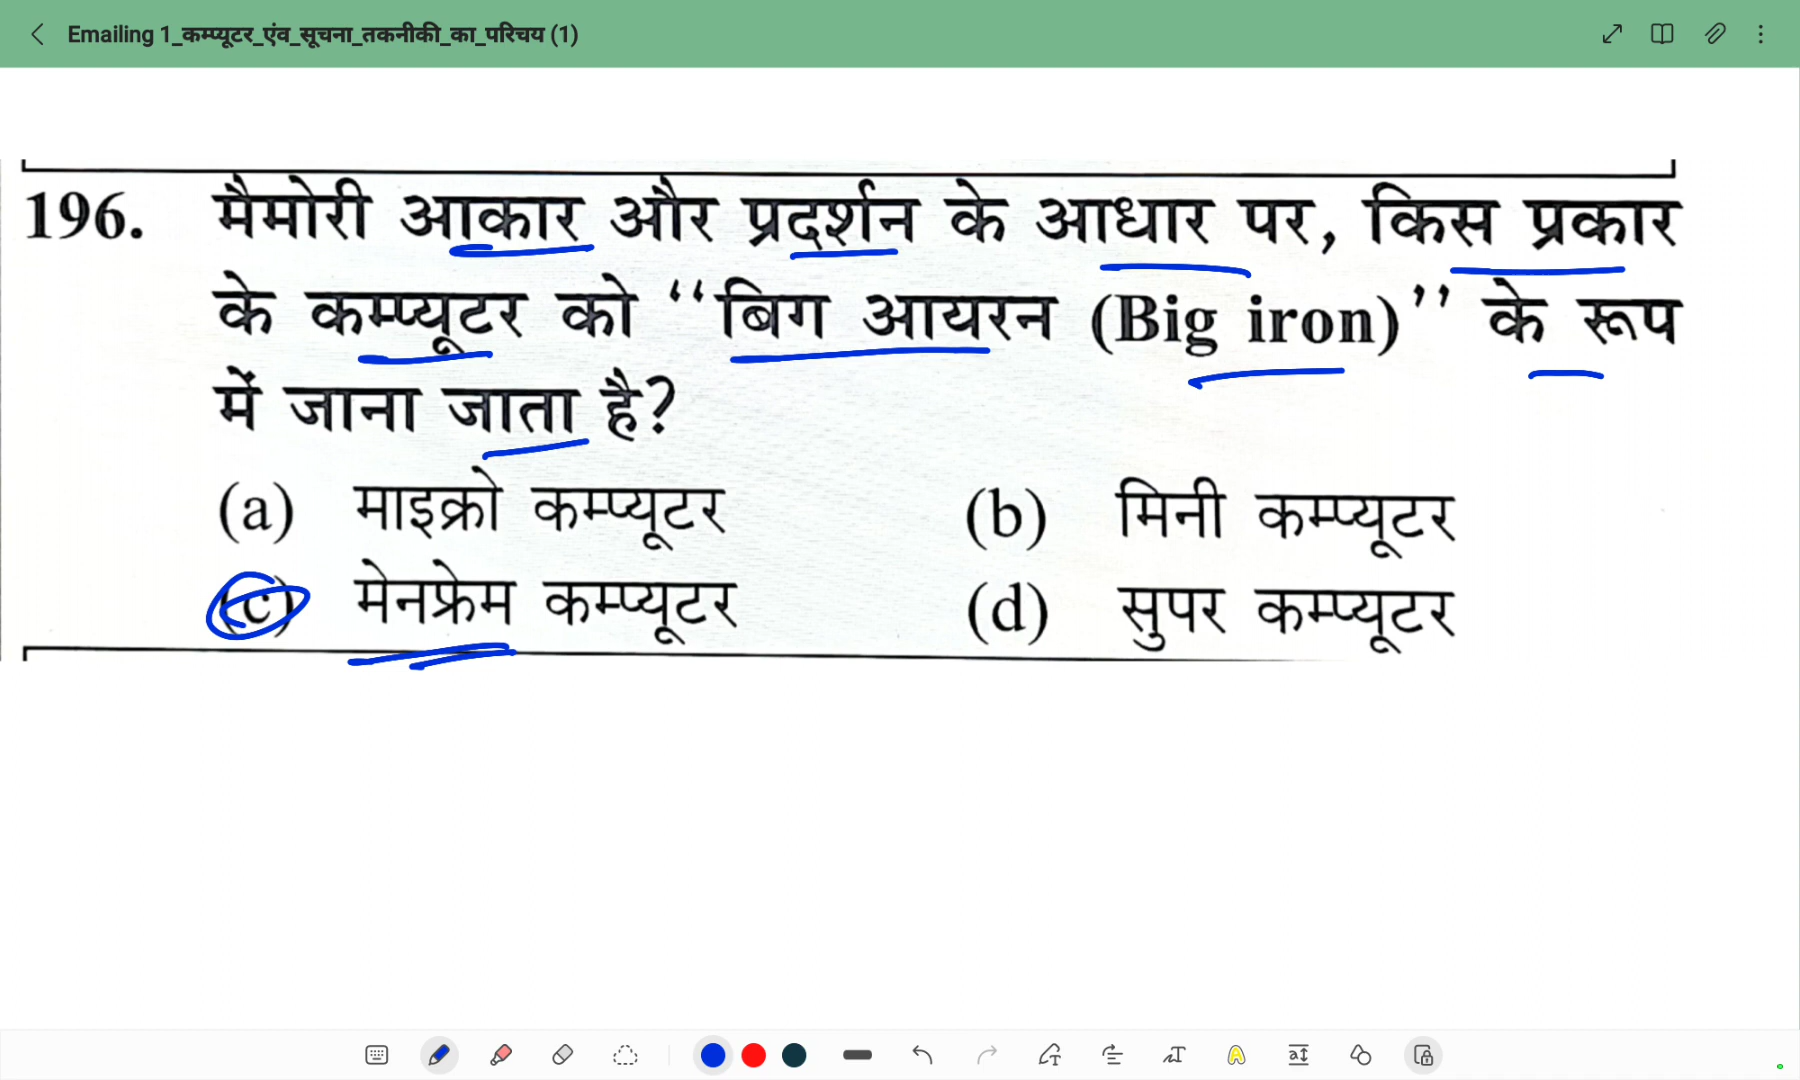 Emailing 1_कम्प्यूटर_एंव_सूचना_तकनीकी_का_परिचय (1)
196. मैमोरी आकार और प्रदर्शन के आधार पर, किस प्रकार
के कम्प्यूटर को “बिग आयरन (Big iron)” के रूप
में जाना जाता है?
(a) माइक्रो कम्प्यूटर (b) मिनी कम्प्यूटर
(c) मेनफ्रेम कम्प्यूटर (d) सुपर कम्प्यूटर